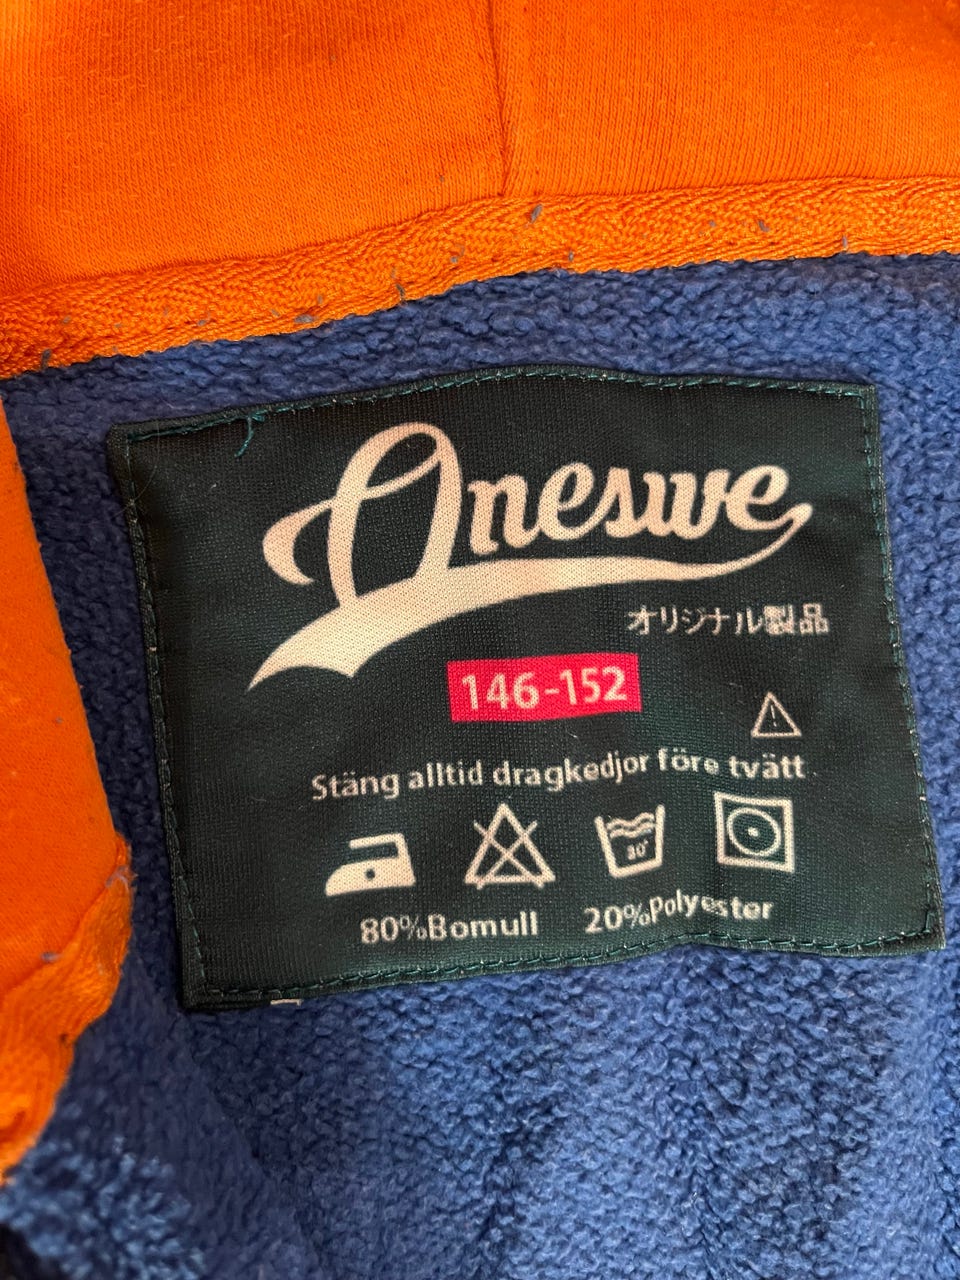 Oneswe
オリジナル製品
146-152
Stäng alltid dragkedjor före tvätt
30°
80%Bomull 20%Polyester